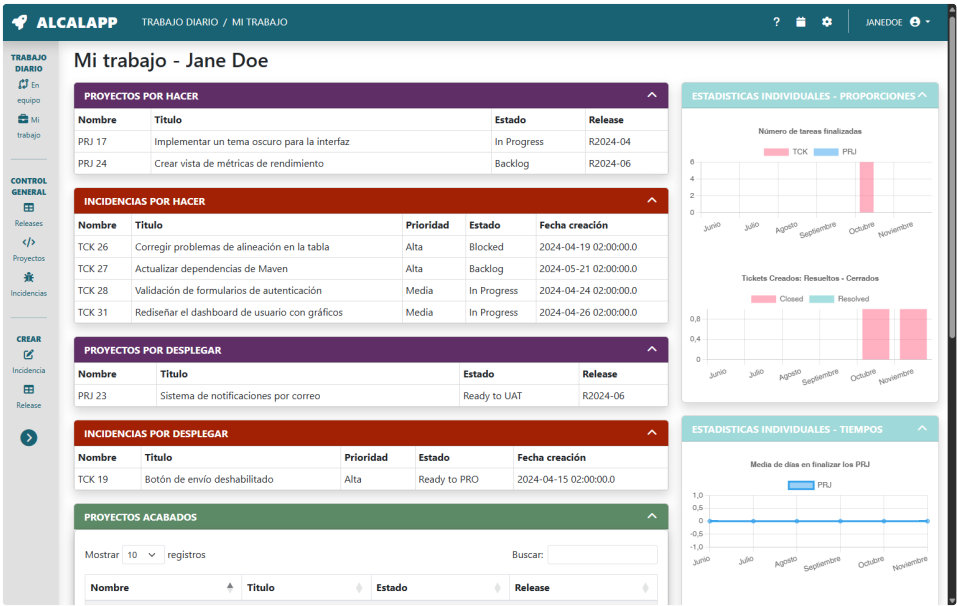 ALCALAPP
TRABAJO DIARIO / MI TRABAJO
?
JANEDOE
TRABAJO
DIARIO
En
equipo
Mi
trabajo
CONTROL
GENERAL
Releases
Proyectos
Incidencias
CREAR
Incidencia
Release
Mi trabajo - Jane Doe
PROYECTOS POR HACER
Nombre Titulo Estado Release
PRJ 17 Implementar un tema oscuro para la interfaz In Progress R2024-04
PRJ 24 Crear vista de métricas de rendimiento Backlog R2024-06
INCIDENCIAS POR HACER
Nombre Titulo Prioridad Estado Fecha creación
TCK 26 Corregir problemas de alineación en la tabla Alta Blocked 2024-04-19 02:00:00.0
TCK 27 Actualizar dependencias de Maven Alta Backlog 2024-05-21 02:00:00.0
TCK 28 Validación de formularios de autenticación Media In Progress 2024-04-24 02:00:00.0
TCK 31 Rediseñar el dashboard de usuario con gráficos Media In Progress 2024-04-26 02:00:00.0
PROYECTOS POR DESPLEGAR
Nombre Titulo Estado Release
PRJ 23 Sistema de notificaciones por correo Ready to UAT R2024-06
INCIDENCIAS POR DESPLEGAR
Nombre Titulo Prioridad Estado Fecha creación
TCK 19 Botón de envío deshabilitado Alta Ready to PRO 2024-04-15 02:00:00.0
PROYECTOS ACABADOS
Mostrar 10 registros Buscar:
Nombre Titulo Estado Release
ESTADISTICAS INDIVIDUALES - PROPORCIONES
Número de tareas finalizadas
TCK PRJ
6
4
2
0
Junio Julio Agosto Septiembre Octubre Noviembre
Tickets Creados: Resueltos - Cerrados
Closed Resolved
0,8
0,4
0
Junio Julio Agosto Septiembre Octubre Noviembre
ESTADISTICAS INDIVIDUALES - TIEMPOS
Media de días en finalizar los PRJ
PRJ
1,0
0,5
0
-0,5
-1,0
Junio Julio Agosto Septiembre Octubre Noviembre